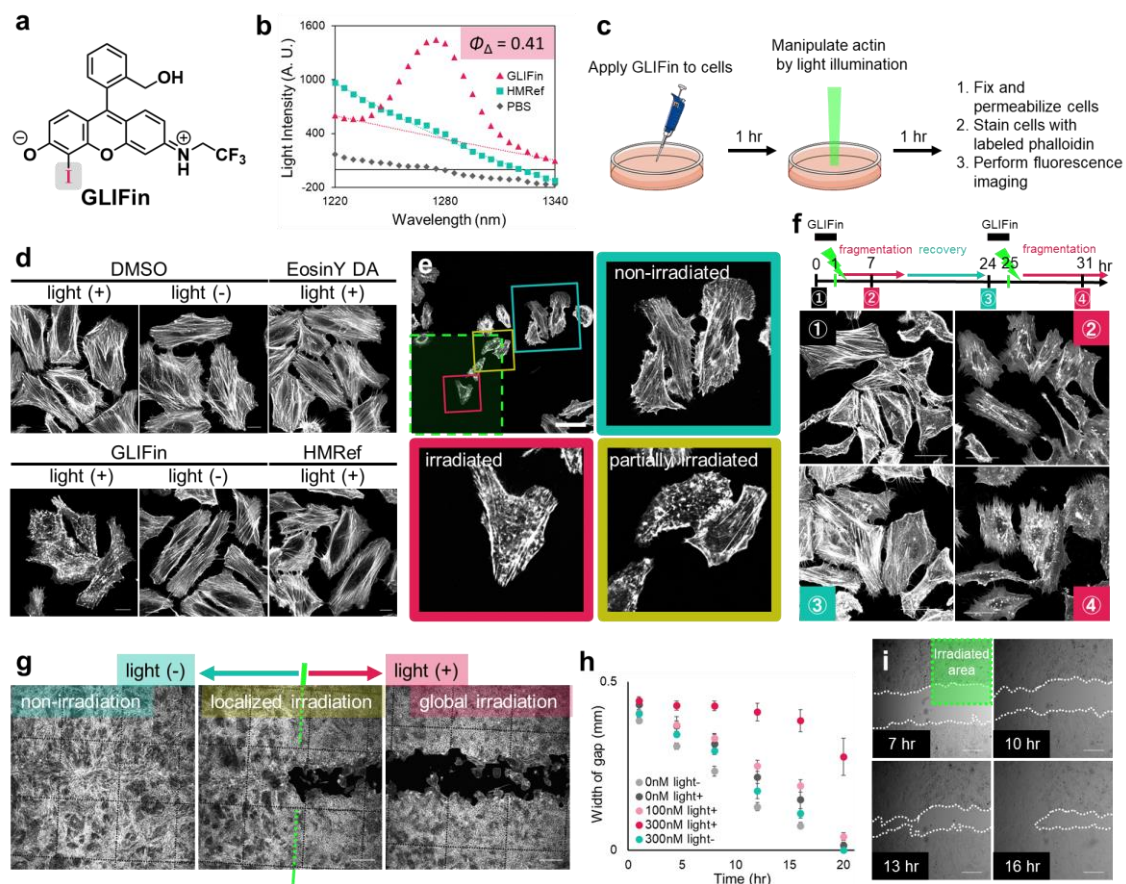 a
OH
O
⊖
O
N
H
CF3
I
GLIFin
b
1600
1000
400
-200
Light Intensity (A. U.)
ΦΔ = 0.41
GLIFin
HMRef
PBS
1220
1280
1340
Wavelength (nm)
c
Apply GLIFin to cells
1 hr
Manipulate actin
by light illumination
1 hr
1. Fix and
permeabilize cells
2. Stain cells with
labeled phalloidin
3. Perform fluorescence
imaging
d
DMSO
EosinY DA
light (+)
light (-)
light (+)
GLIFin
HMRef
light (+)
light (-)
light (+)
e
non-irradiated
irradiated
partially irradiated
f
GLIFin
GLIFin
fragmentation
recovery
fragmentation
0
1
7
24
25
31
hr
①
②
③
④
①
②
③
④
g
light (-)
light (+)
non-irradiation
localized irradiation
global irradiation
h
0.5
0
Width of gap (mm)
0nM light-
0nM light+
100nM light+
300nM light+
300nM light-
0
5
10
15
20
Time (hr)
i
Irradiated
area
7 hr
10 hr
13 hr
16 hr